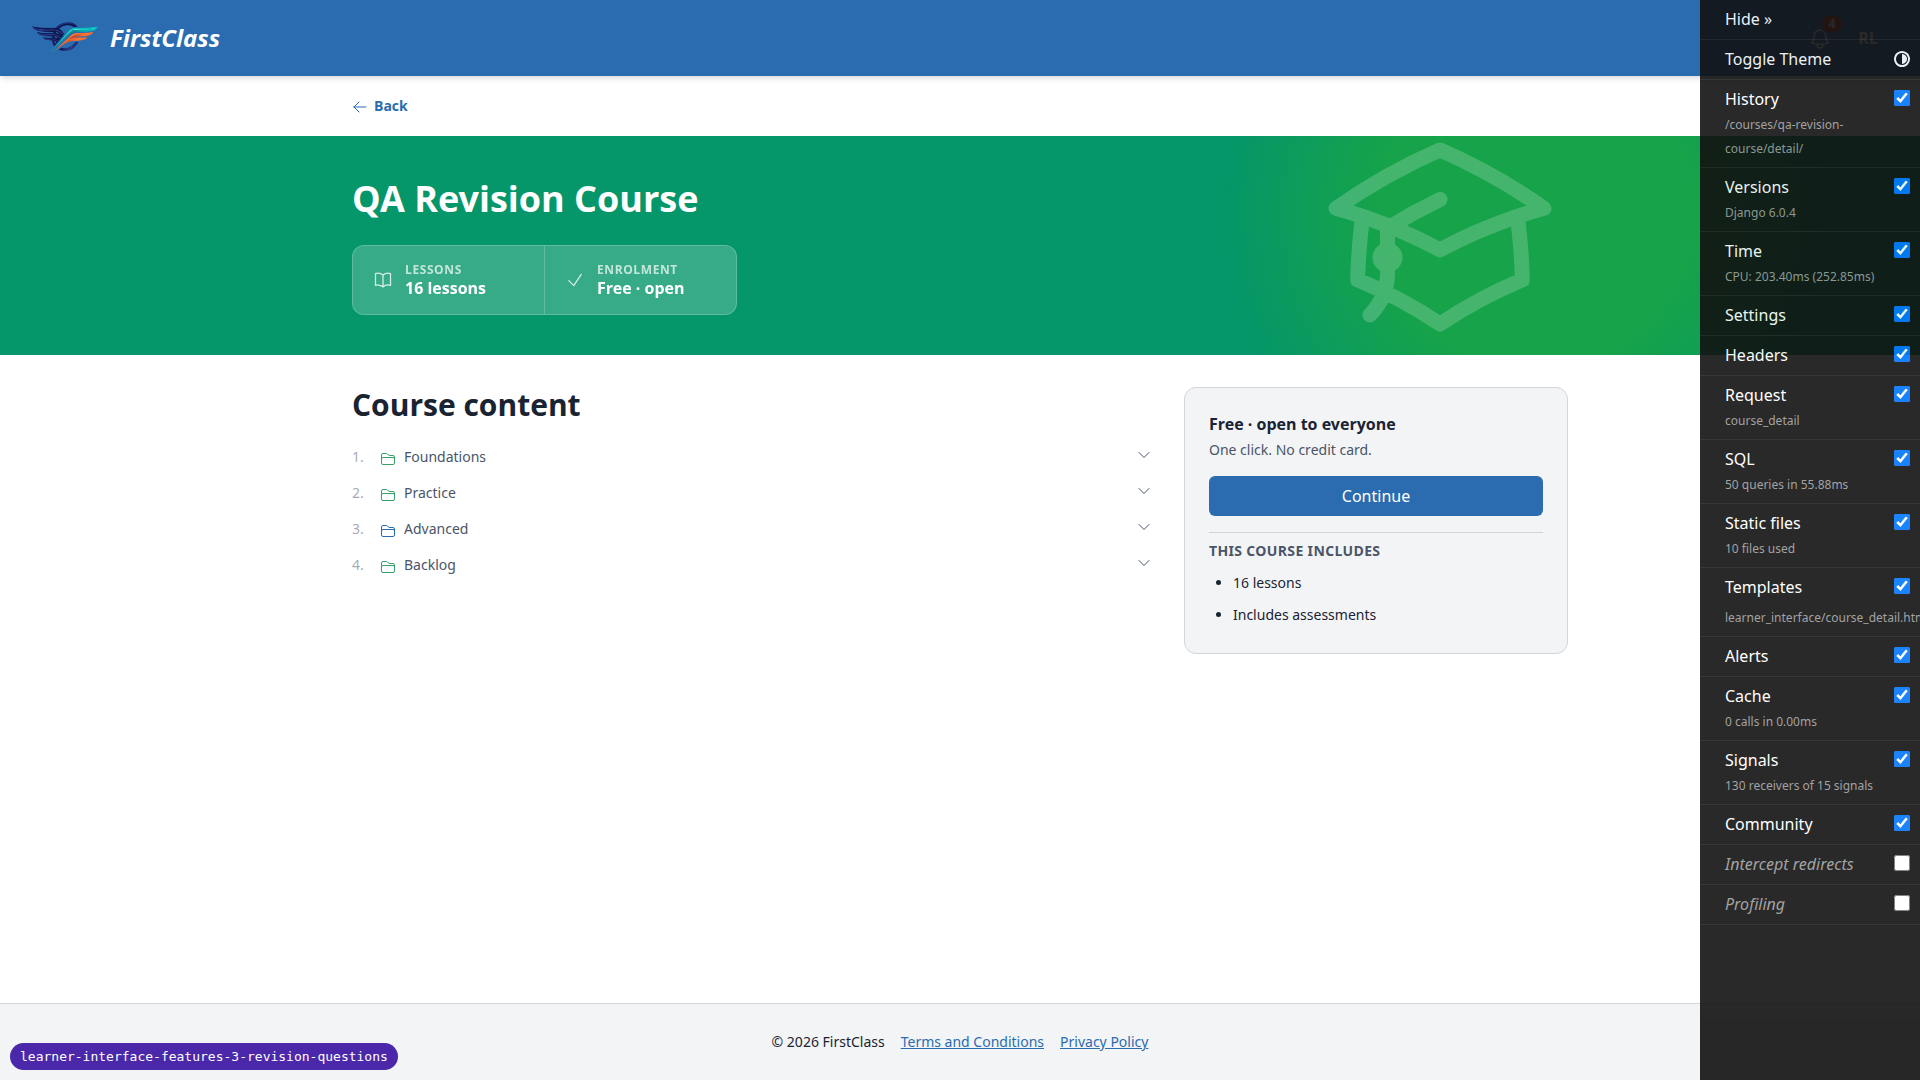 FirstClass
4
RL
Back
QA Revision Course
LESSONS
16 lessons
ENROLMENT
Free · open
Course content
1. Foundations
2. Practice
3. Advanced
4. Backlog
Free · open to everyone
One click. No credit card.
Continue
THIS COURSE INCLUDES
• 16 lessons
• Includes assessments
© 2026 FirstClass Terms and Conditions Privacy Policy
learner-interface-features-3-revision-questions
Hide »
Toggle Theme
History
/courses/qa-revision-
course/detail/
Versions
Django 6.0.4
Time
CPU: 203.40ms (252.85ms)
Settings
Headers
Request
course_detail
SQL
50 queries in 55.88ms
Static files
10 files used
Templates
learner_interface/course_detail.htm
Alerts
Cache
0 calls in 0.00ms
Signals
130 receivers of 15 signals
Community
Intercept redirects
Profiling